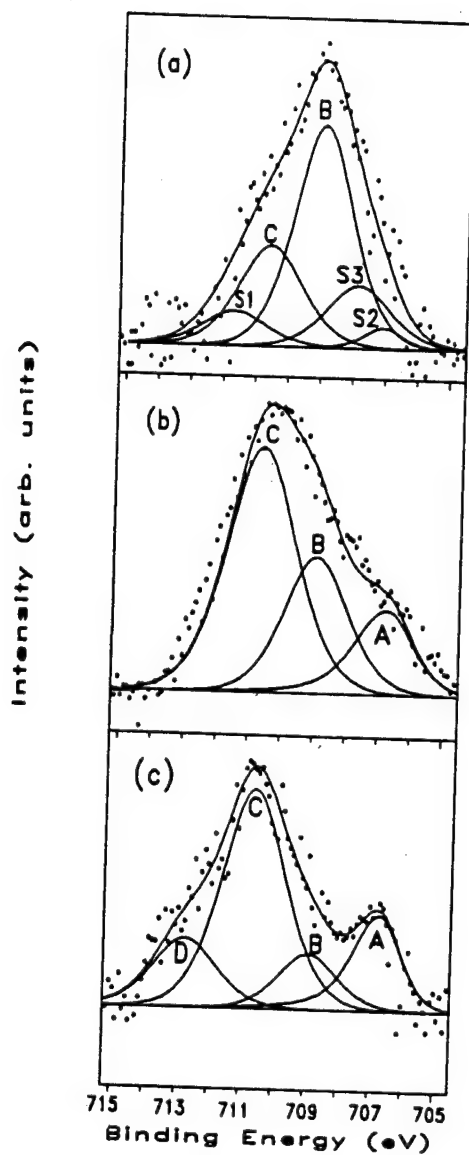 (a)
B
C
S1
S3
S2
(b)
C
B
A
(c)
C
D
B
A
715 713 711 709 707 705
Binding Energy (eV)
Intensity (arb. units)